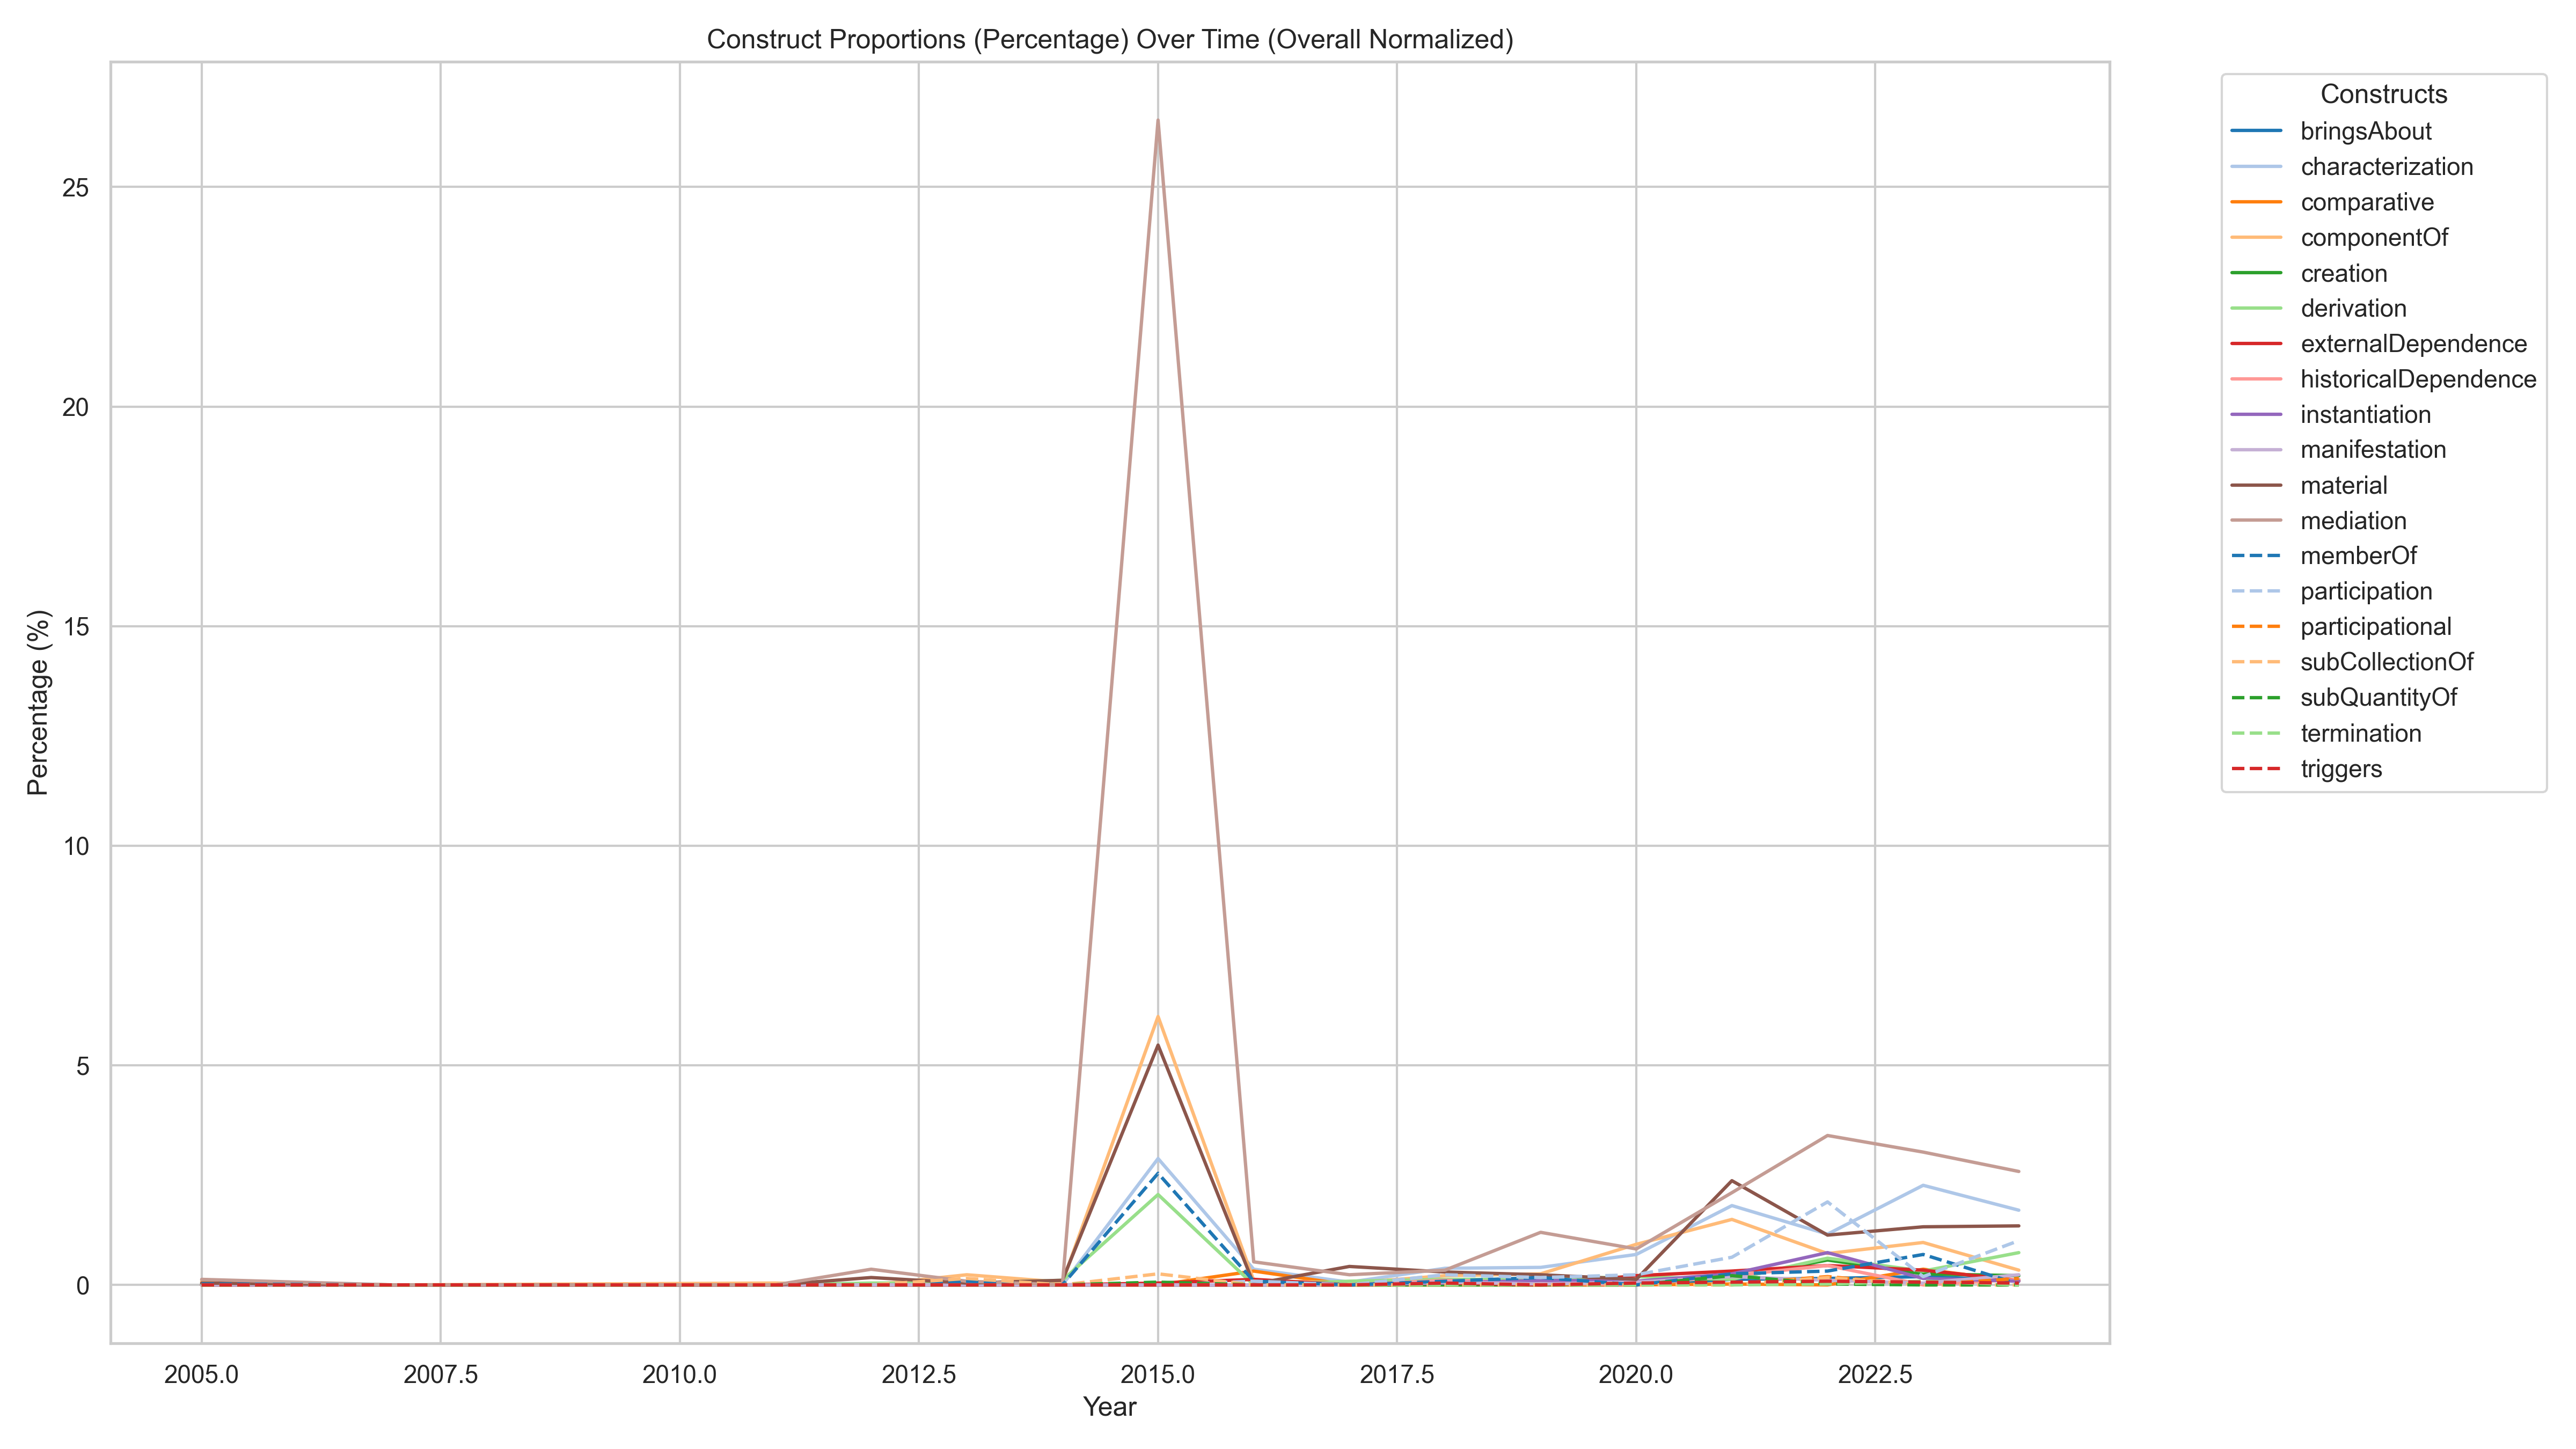 Construct Proportions (Percentage) Over Time (Overall Normalized)
Percentage (%)
25
20
15
10
5
0
2005.0 2007.5 2010.0 2012.5 2015.0 2017.5 2020.0 2022.5
Year
Constructs
bringsAbout
characterization
comparative
componentOf
creation
derivation
externalDependence
historicalDependence
instantiation
manifestation
material
mediation
memberOf
participation
participational
subCollectionOf
subQuantityOf
termination
triggers